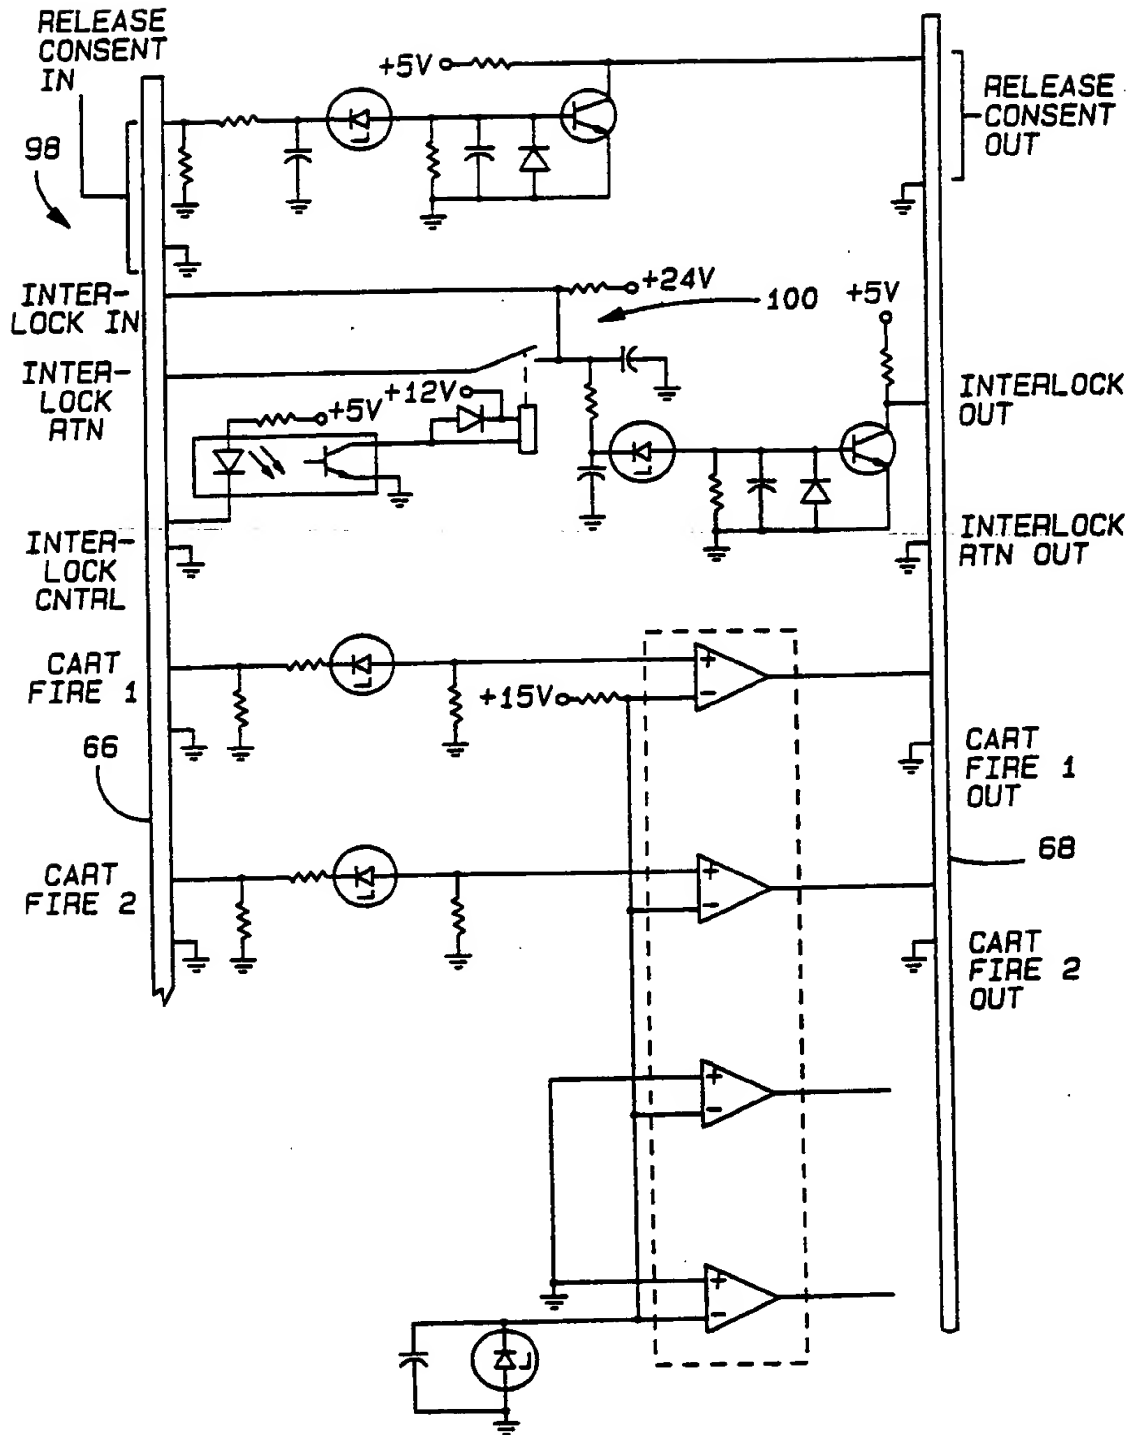 RELEASE
CONSENT
IN
98
+5V
RELEASE
CONSENT
OUT
INTER-
LOCK IN
+24V
100
+5V
INTER-
LOCK
RTN
+12V
+5V
INTERLOCK
OUT
INTER-
LOCK
CNTRL
INTERLOCK
RTN OUT
CART
FIRE 1
+
-
+15V
66
CART
FIRE 1
OUT
68
CART
FIRE 2
+
-
CART
FIRE 2
OUT
+
-
+
-